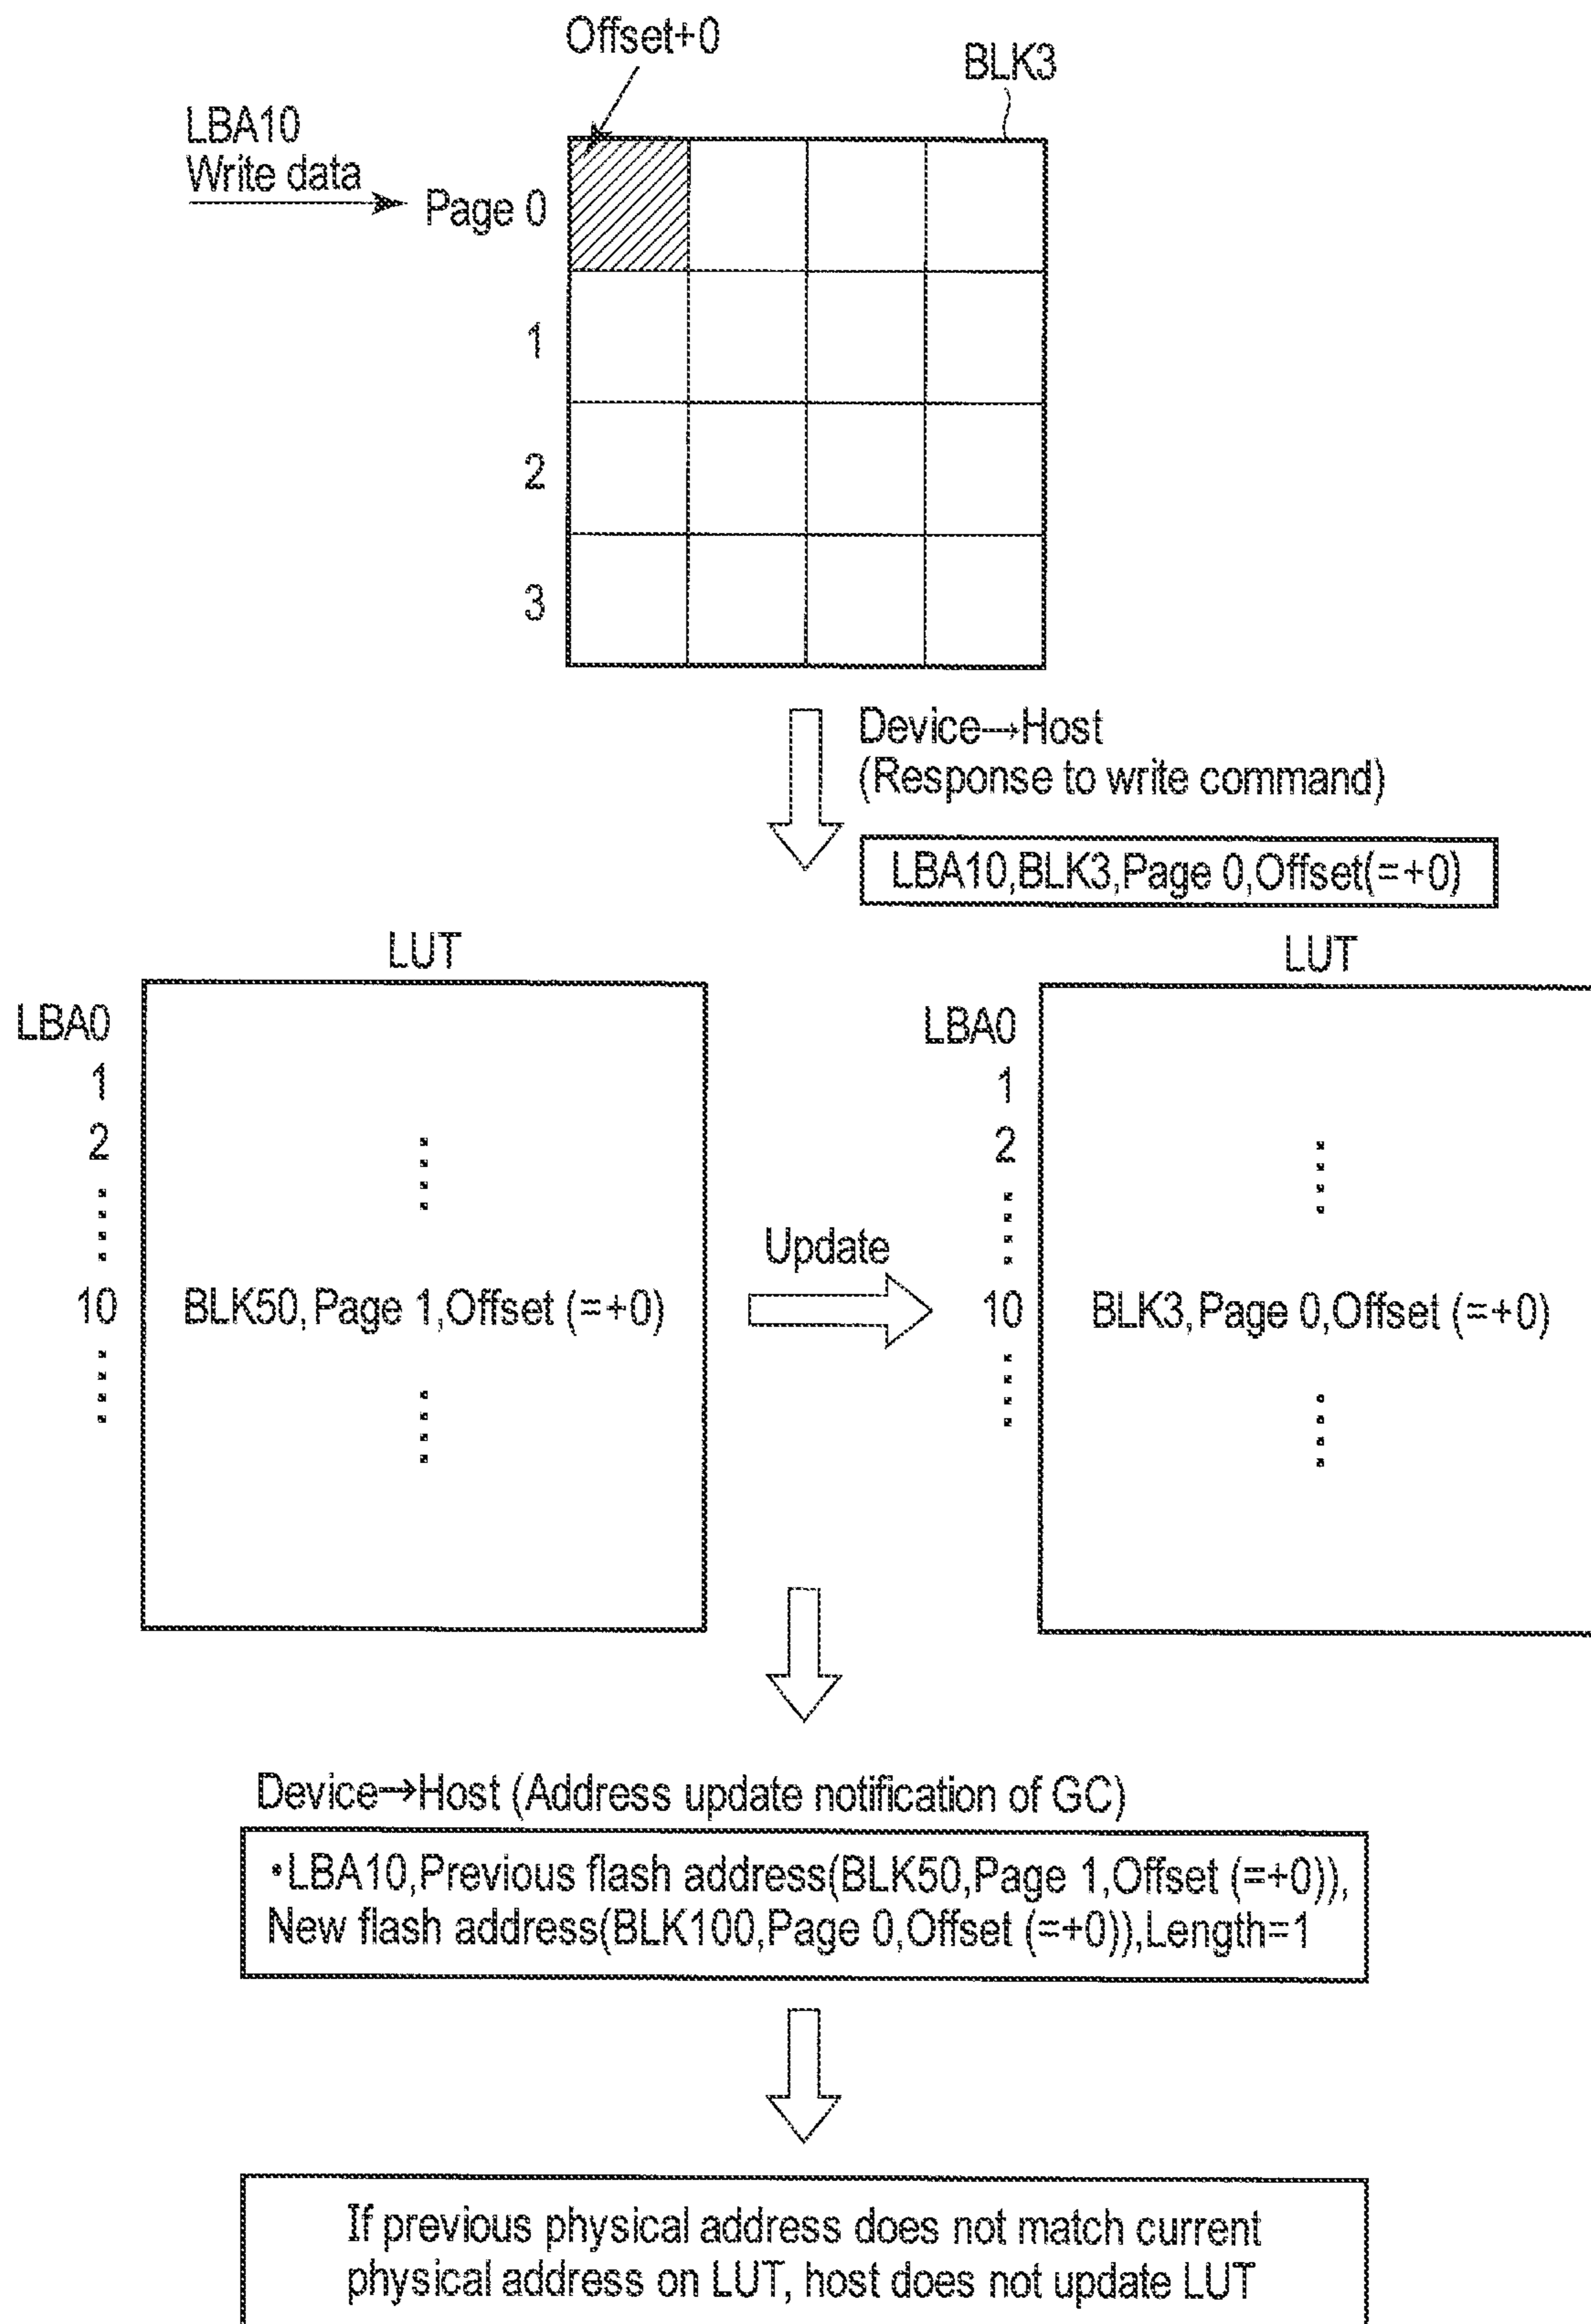 Offset+0
BLK3
LBA10
Write data
Page 0
1
2
3
Device→Host
(Response to write command)
LBA10,BLK3,Page 0,Offset(=+0)
LUT
LBA0
1
2
10
BLK50,Page 1,Offset (=+0)
Update
LUT
LBA0
1
2
10
BLK3,Page 0,Offset (=+0)
Device→Host (Address update notification of GC)
•LBA10,Previous flash address(BLK50,Page 1,Offset (=+0)),
New flash address(BLK100,Page 0,Offset (=+0)),Length=1
If previous physical address does not match current
physical address on LUT, host does not update LUT